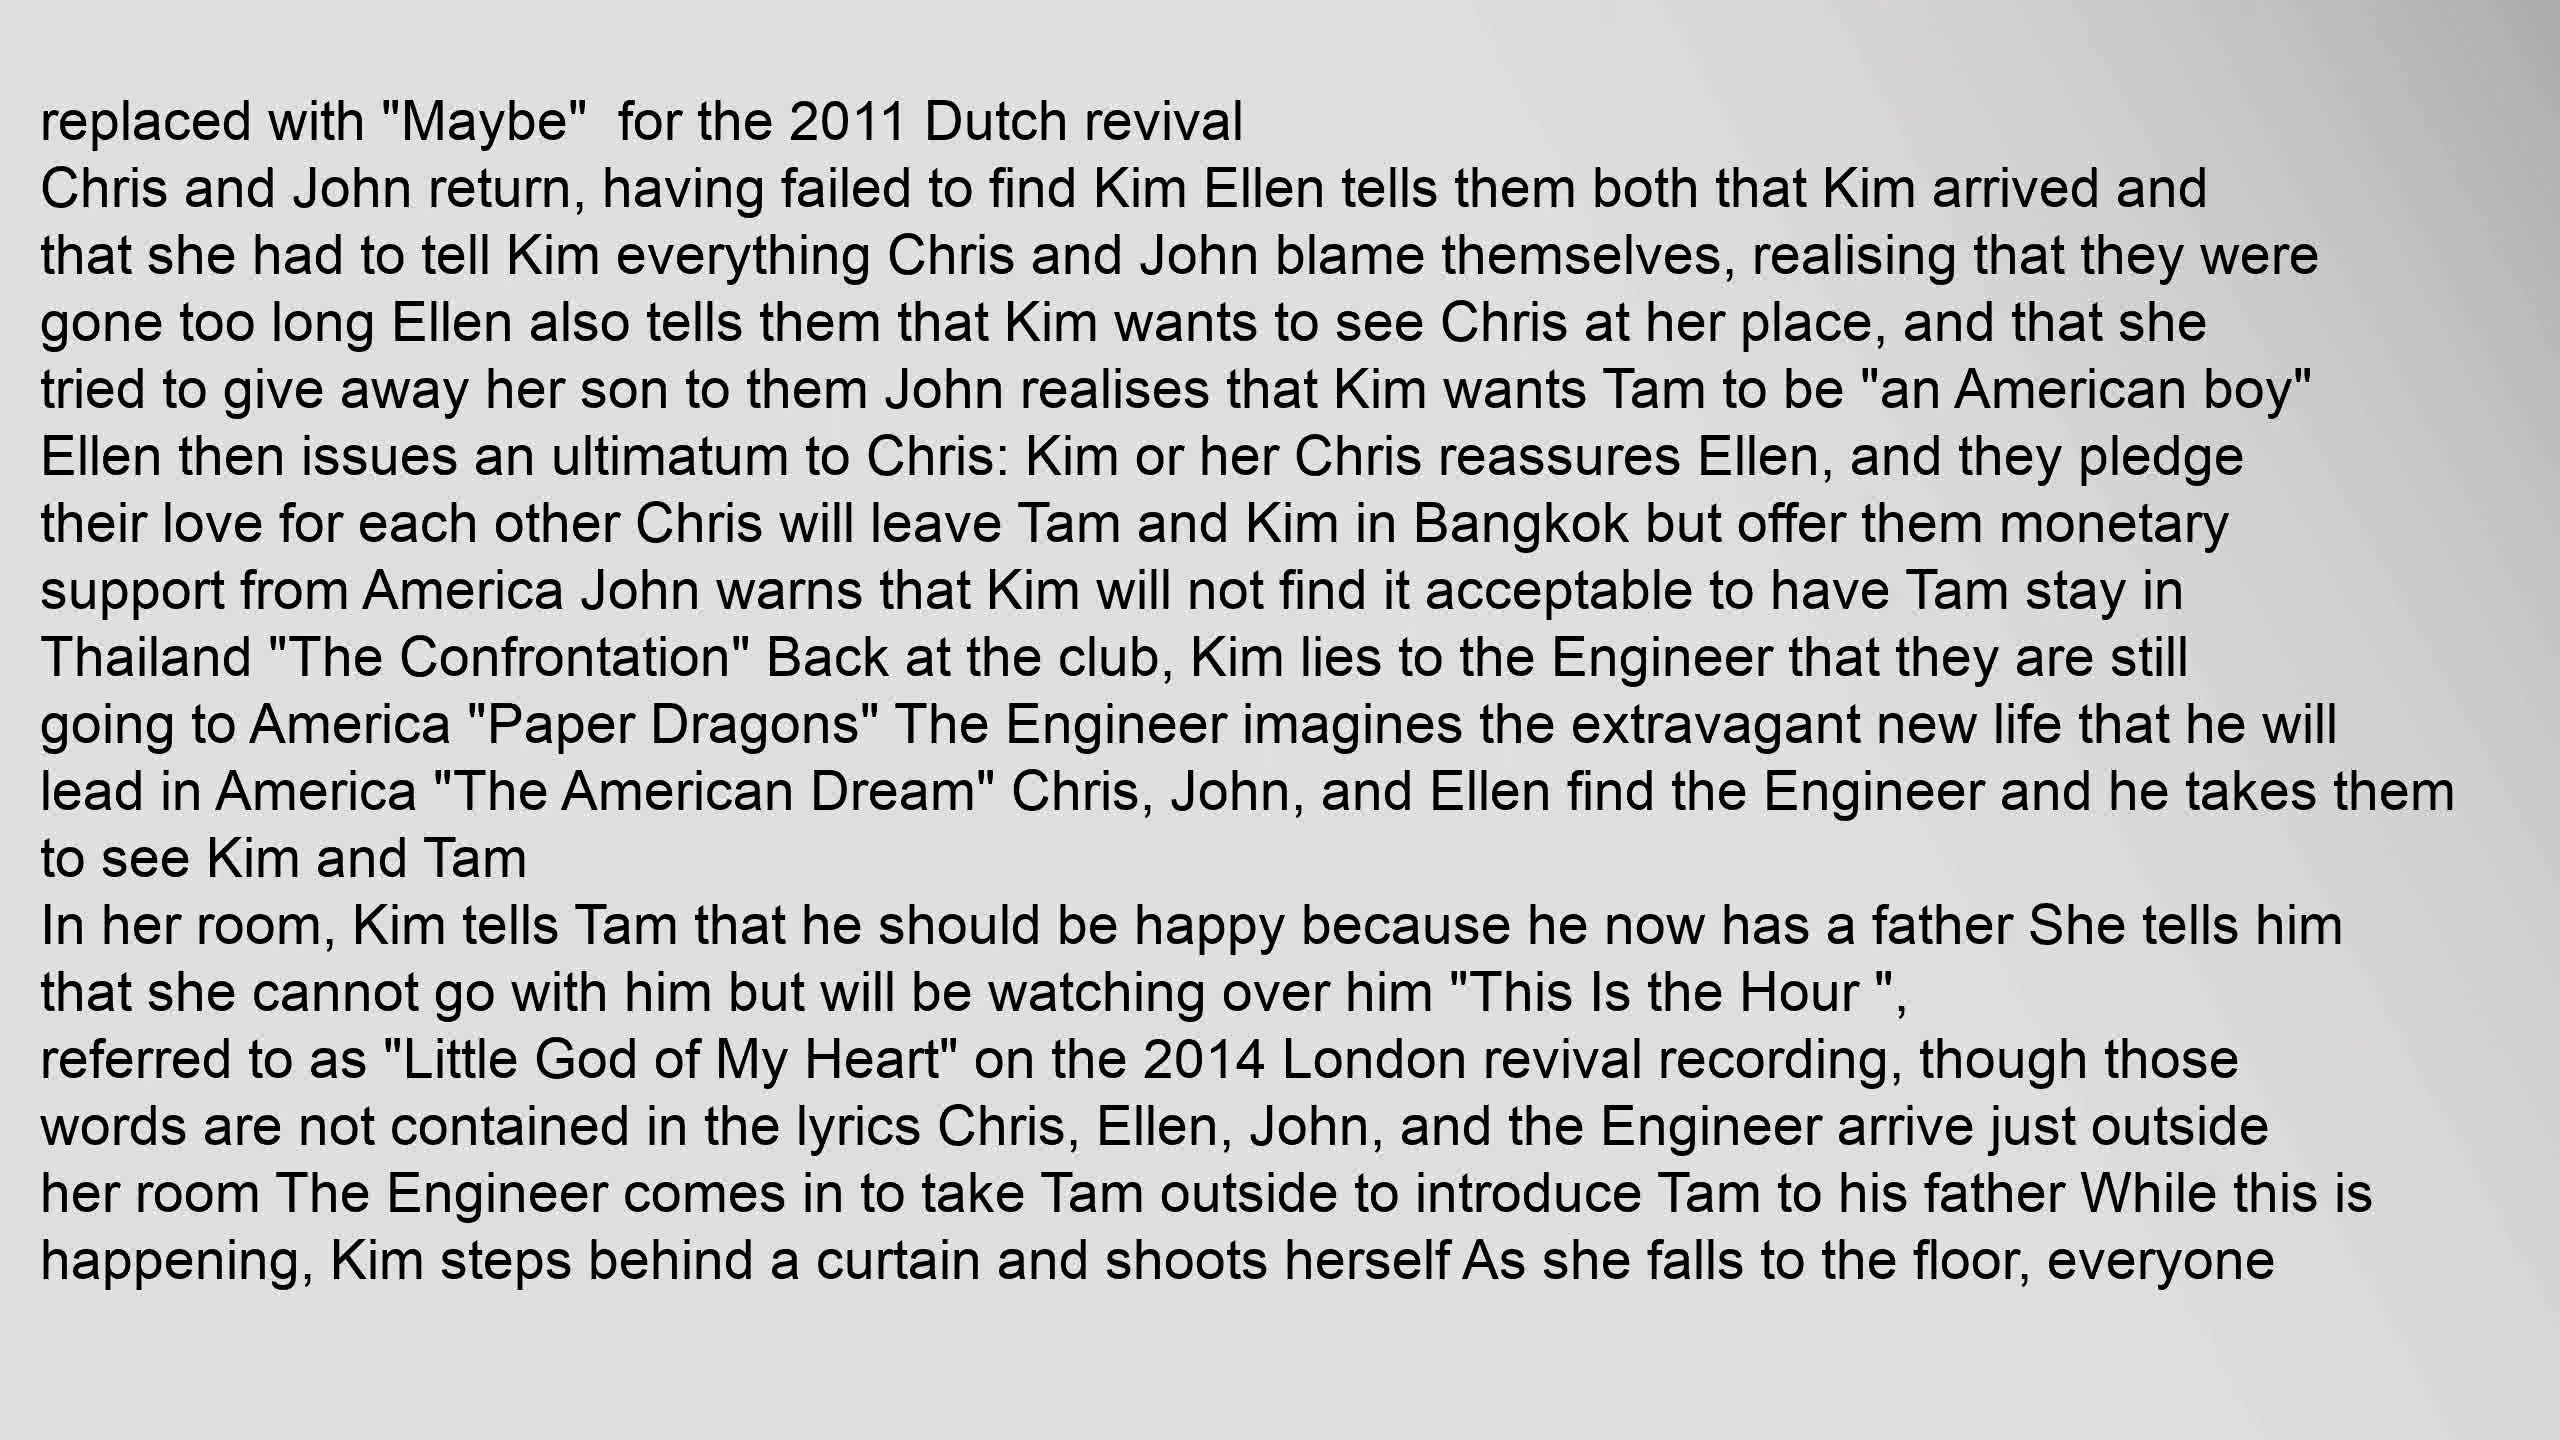 replaced with "Maybe"  for the 2011 Dutch revival
Chris and John return, having failed to find Kim Ellen tells them both that Kim arrived and
that she had to tell Kim everything Chris and John blame themselves, realising that they were
gone too long Ellen also tells them that Kim wants to see Chris at her place, and that she
tried to give away her son to them John realises that Kim wants Tam to be "an American boy"
Ellen then issues an ultimatum to Chris: Kim or her Chris reassures Ellen, and they pledge
their love for each other Chris will leave Tam and Kim in Bangkok but offer them monetary
support from America John warns that Kim will not find it acceptable to have Tam stay in
Thailand "The Confrontation" Back at the club, Kim lies to the Engineer that they are still
going to America "Paper Dragons" The Engineer imagines the extravagant new life that he will
lead in America "The American Dream" Chris, John, and Ellen find the Engineer and he takes them
to see Kim and Tam
In her room, Kim tells Tam that he should be happy because he now has a father She tells him
that she cannot go with him but will be watching over him "This Is the Hour ",
referred to as "Little God of My Heart" on the 2014 London revival recording, though those
words are not contained in the lyrics Chris, Ellen, John, and the Engineer arrive just outside
her room The Engineer comes in to take Tam outside to introduce Tam to his father While this is
happening, Kim steps behind a curtain and shoots herself As she falls to the floor, everyone